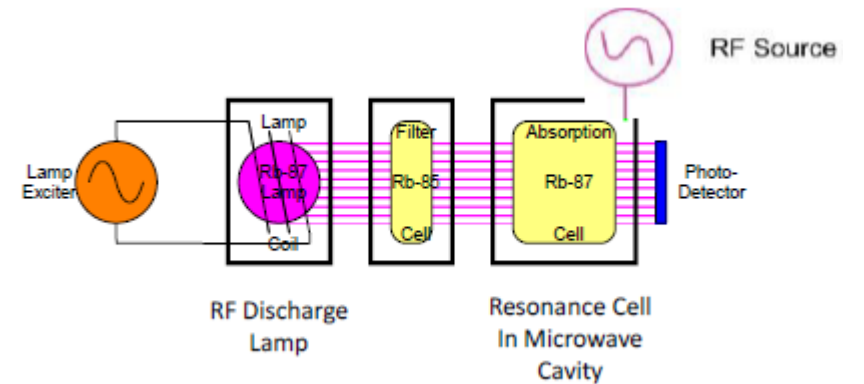 RF Source
Lamp
Exciter
Lamp
Rb-87
Lamp
Coil
Filter
Rb-85
Cell
Absorption
Rb-87
Cell
Photo-
Detector
RF Discharge
Lamp
Resonance Cell
In Microwave
Cavity